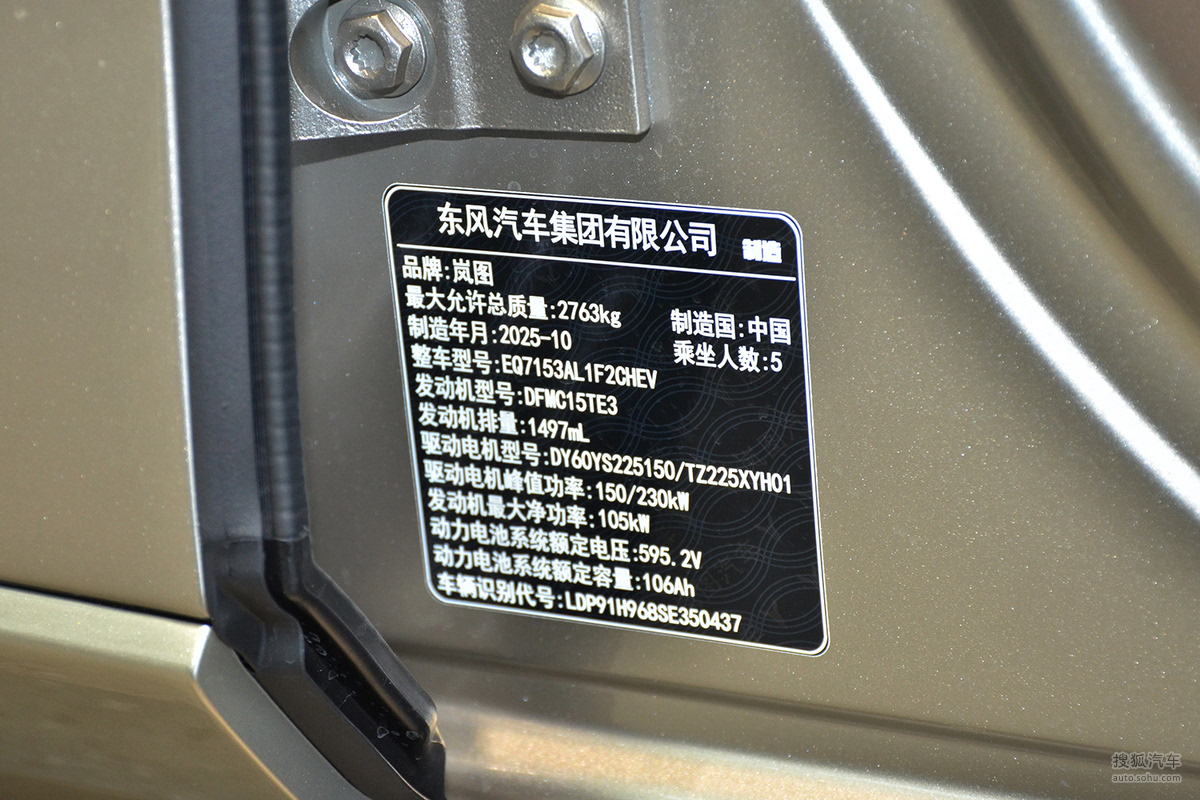 东风汽车集团有限公司 制造
品牌:岚图
最大允许总质量:2763kg 制造国:中国
制造年月:2025-10 乘坐人数:5
整车型号:EQ7153AL1F2CHEV
发动机型号:DFMC15TE3
发动机排量:1497mL
驱动电机型号:DY60YS225150/TZ225XYH01
驱动电机峰值功率:150/230kW
发动机最大净功率:105kW
动力电池系统额定电压:595.2V
动力电池系统额定容量:106Ah
车辆识别代号:LDP91H968SE350437
搜狐汽车
auto.sohu.com